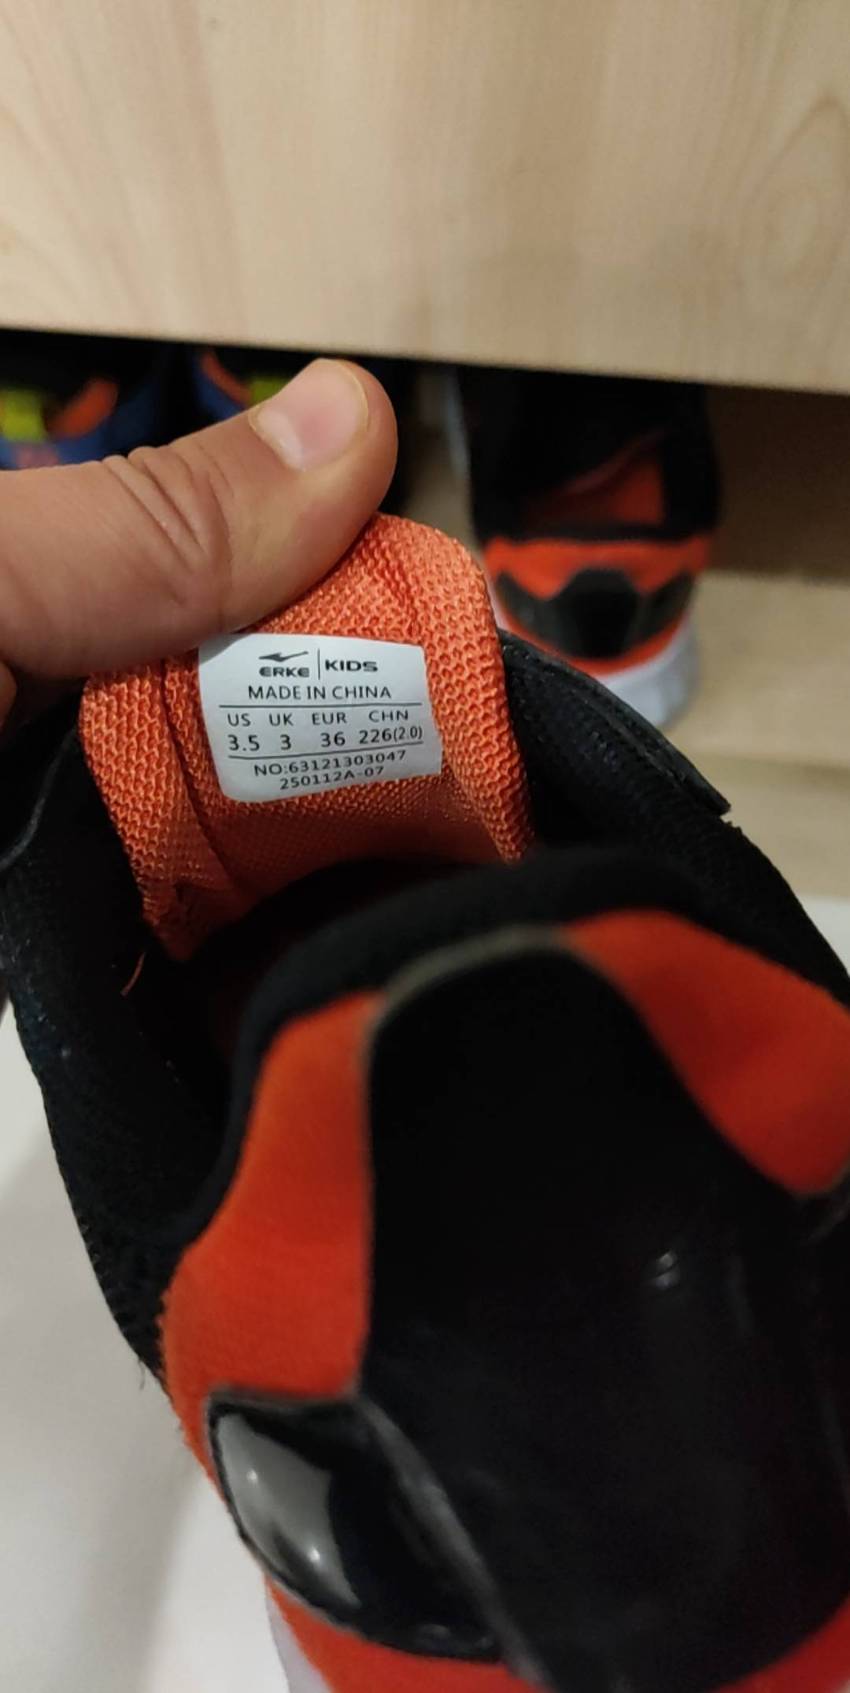 ERKE KIDS
MADE IN CHINA
US UK EUR CHN
3.5 3 36 226(2.0)
NO:63121303047
250112A-07